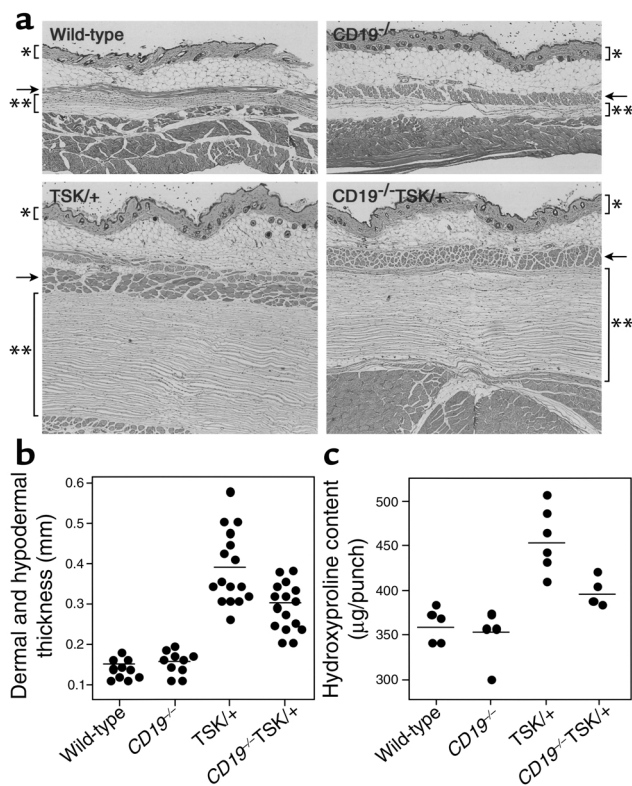 a
Wild-type
CD19-/-
*
*
**
**
TSK/+
CD19-/-TSK/+
*
*
**
**
b
Dermal and hypodermal
thickness (mm)
0.6
0.5
0.4
0.3
0.2
0.1
Wild-type
CD19-/-
TSK/+
CD19-/-TSK/+
c
Hydroxyproline content
(µg/punch)
500
450
400
350
300
Wild-type
CD19-/-
TSK/+
CD19-/-TSK/+